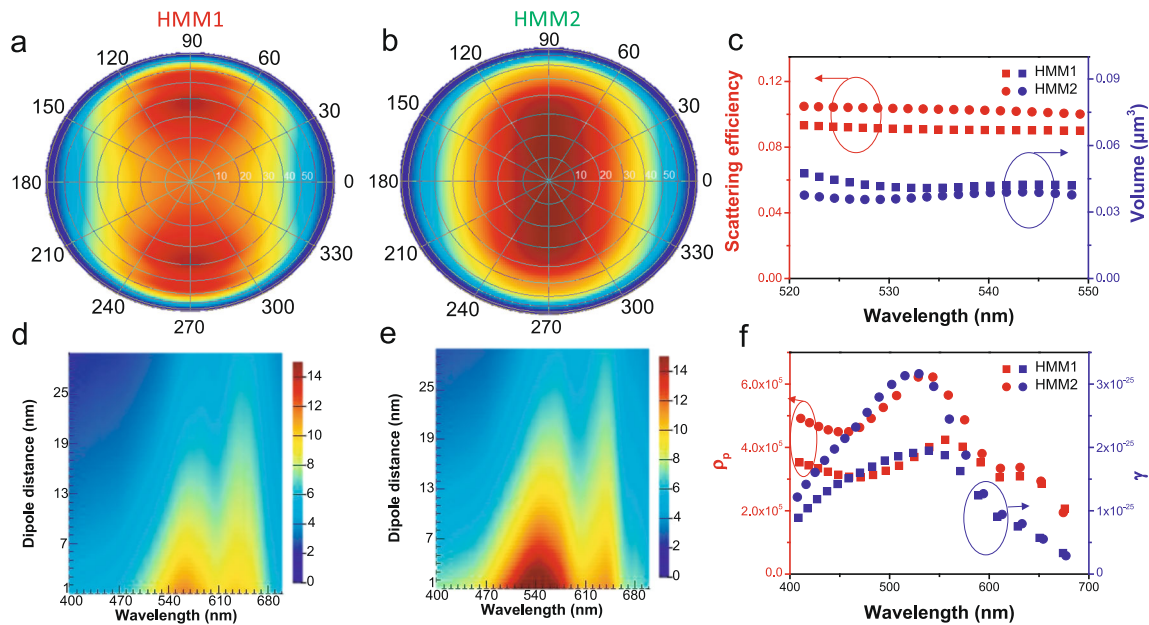 HMM1
HMM2
a
90
120
60
150
30
180
0
210
330
240
300
270
10 20 30 40 50
b
90
120
60
150
30
180
0
210
330
240
300
270
10 20 30 40 50
c
Scattering efficiency
0.12
0.08
0.04
0.00
HMM1
HMM2
Volume (μm³)
0.09
0.06
0.03
0.00
520 530 540 550
Wavelength (nm)
d
Dipole distance (nm)
25
19
13
7
1
400 470 540 610 680
Wavelength (nm)
14
12
10
8
6
4
2
0
e
Dipole distance (nm)
25
19
13
7
1
400 470 540 610 680
Wavelength (nm)
14
12
10
8
6
4
2
0
f
ρp
6.0x10⁵
4.0x10⁵
2.0x10⁵
0.0
HMM1
HMM2
γ
3x10⁻²⁵
2x10⁻²⁵
1x10⁻²⁵
0
400 500 600 700
Wavelength (nm)